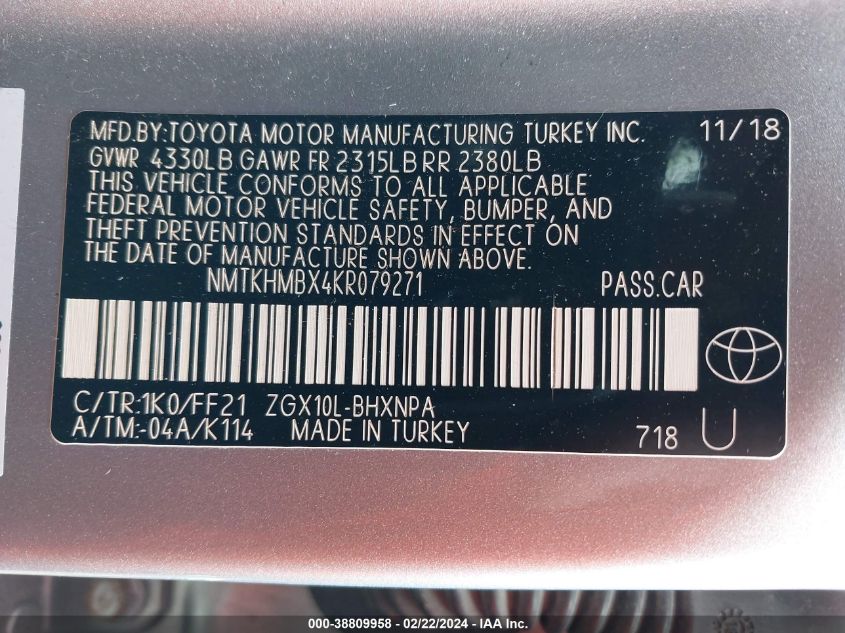 MFD.BY:TOYOTA MOTOR MANUFACTURING TURKEY INC. 11/18
GVWR 4330LB GAWR FR 2315LB RR 2380LB
THIS VEHICLE CONFORMS TO ALL APPLICABLE
FEDERAL MOTOR VEHICLE SAFETY, BUMPER, AND
THEFT PREVENTION STANDARDS IN EFFECT ON
THE DATE OF MANUFACTURE SHOWN ABOVE.
NMTKHMBX4KR079271 PASS.CAR
C/TR:1K0/FF21 ZGX10L-BHXNPA
A/TM:-04A/K114 MADE IN TURKEY 718 U
000-38809958 - 02/22/2024 - IAAI.com